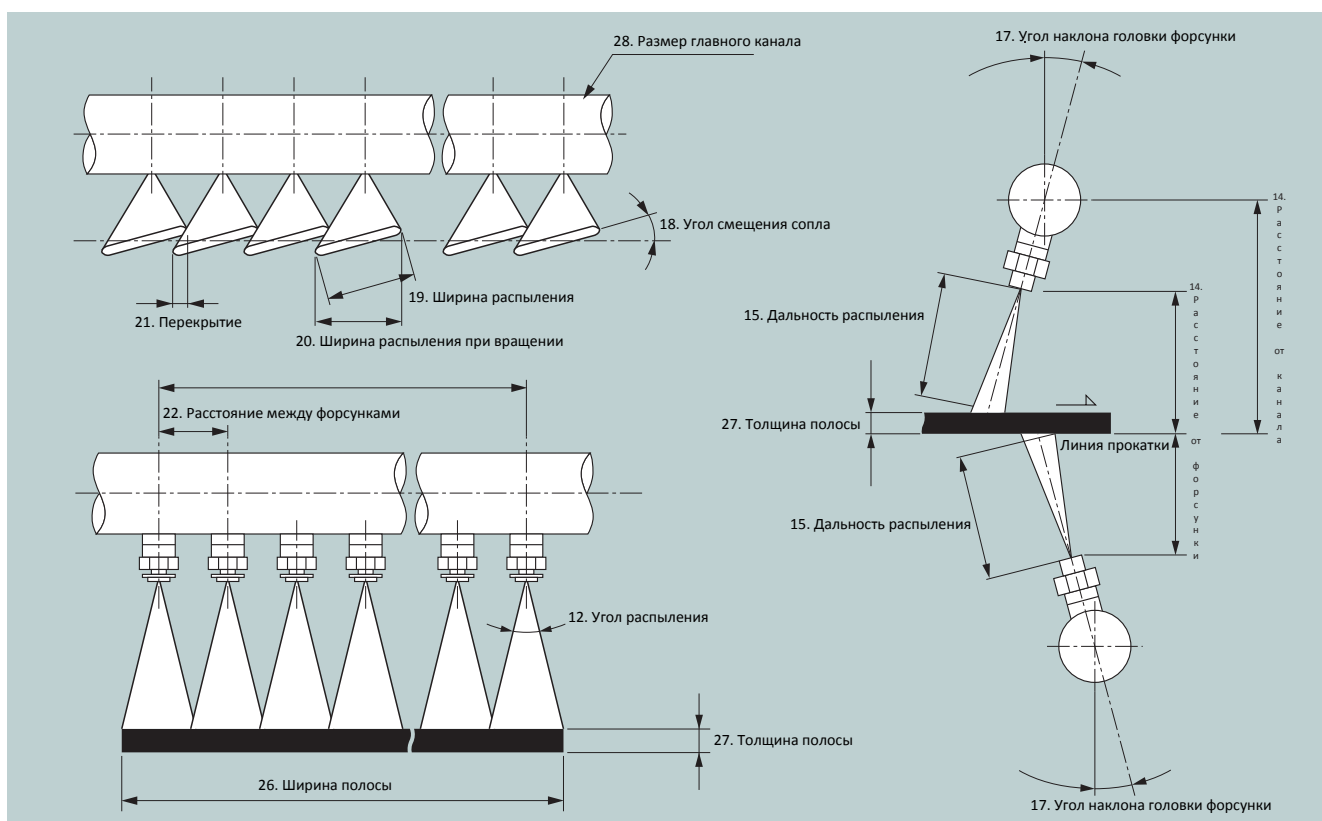 28. Размер главного канала
18. Угол смещения сопла
19. Ширина распыления
21. Перекрытие
20. Ширина распыления при вращении
22. Расстояние между форсунками
12. Угол распыления
27. Толщина полосы
26. Ширина полосы
17. Угол наклона головки форсунки
14. Расстояние от канала
14. Расстояние от форсунки
15. Дальность распыления
27. Толщина полосы
Линия прокатки
15. Дальность распыления
17. Угол наклона головки форсунки